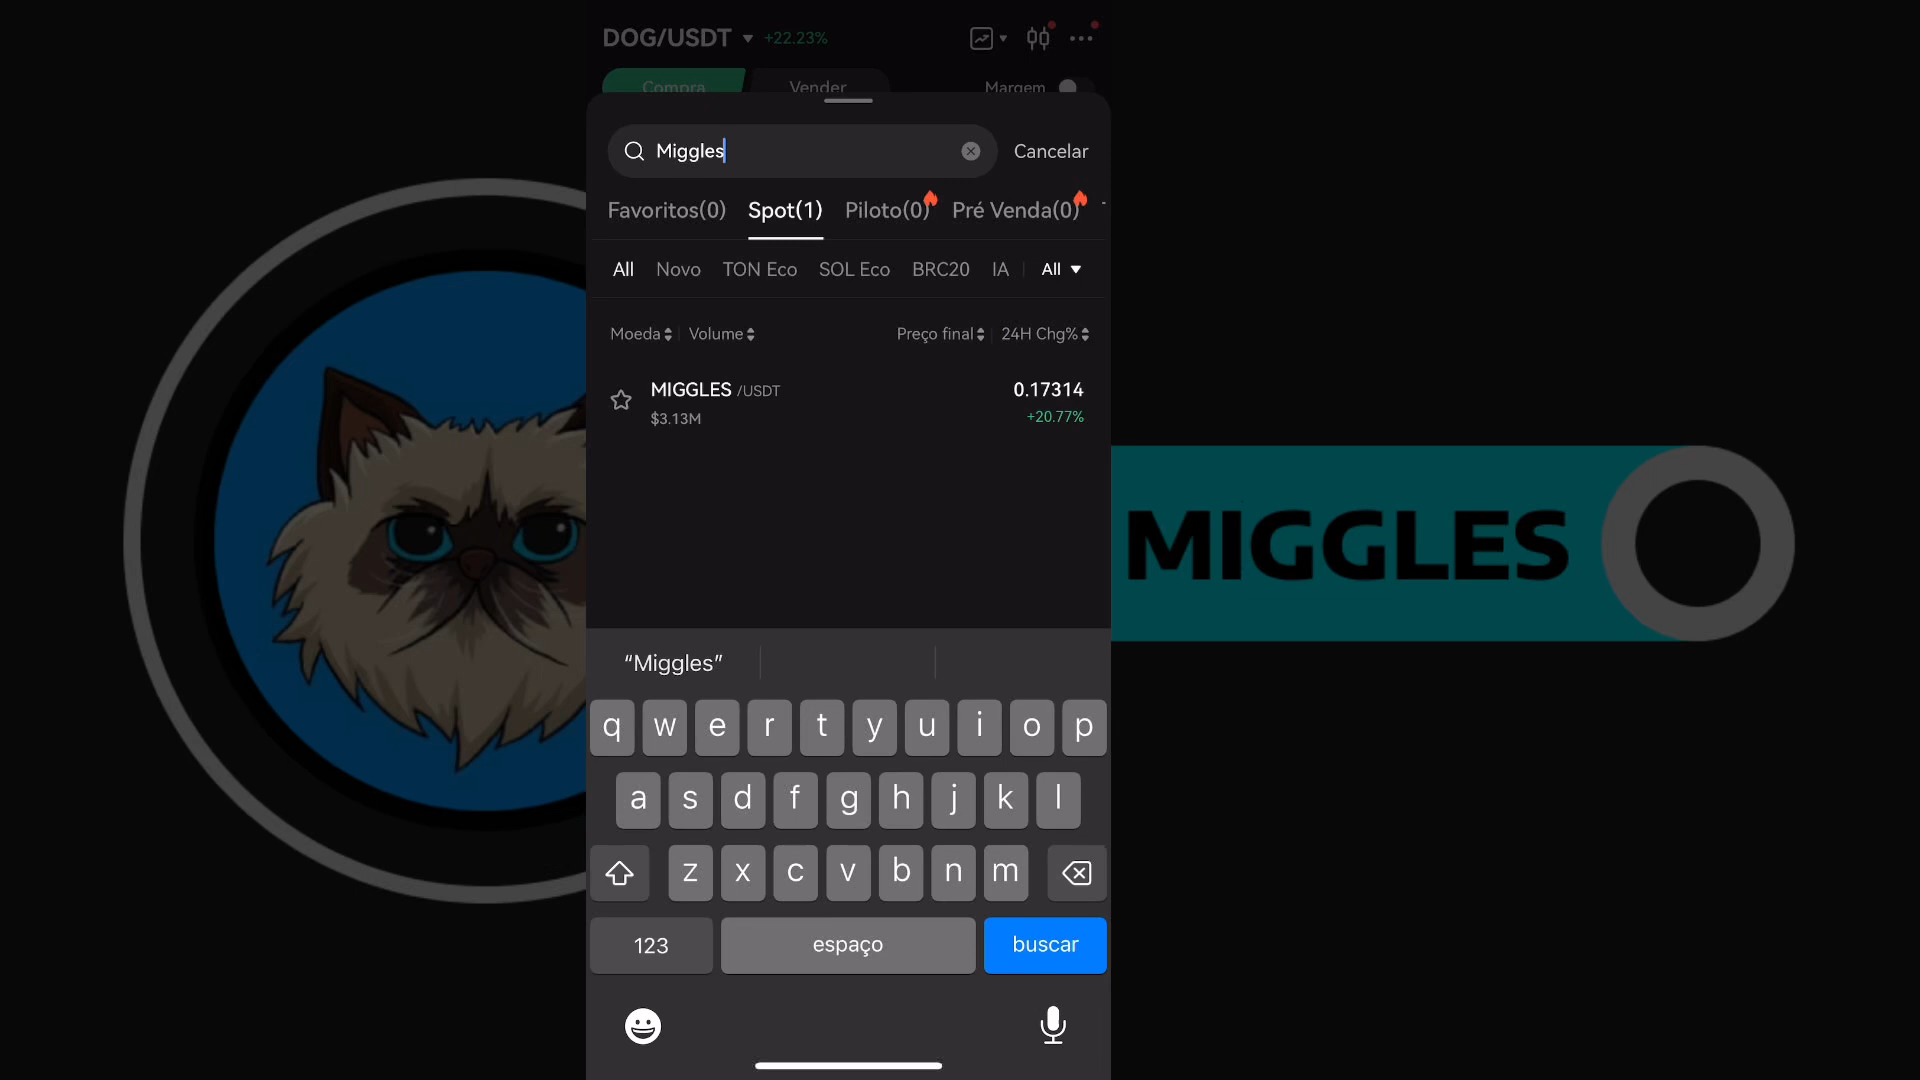 DOG/USDT +22.23%
Compra Vender Margem
Miggles Cancelar
Favoritos(0) Spot(1) Piloto(0) Pré Venda(0)
All Novo TON Eco SOL Eco BRC20 IA All
Moeda Volume Preço final 24H Chg%
MIGGLES /USDT 0.17314
$3.13M +20.77%
MIGGLES
“Miggles”
q w e r t y u i o p
a s d f g h j k l
z x c v b n m
123 espaço buscar